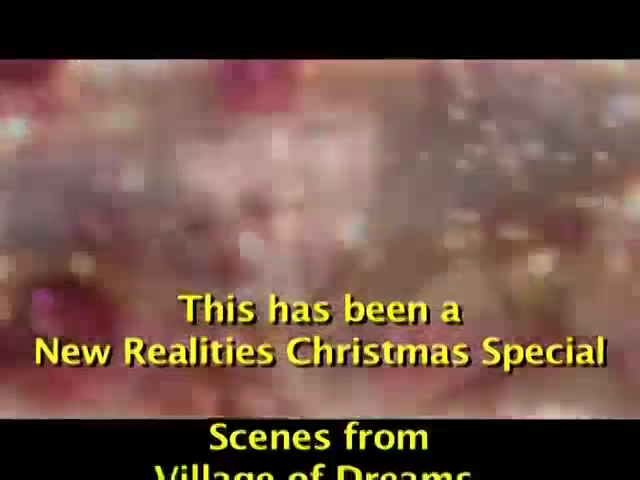 This has been a
New Realities Christmas Special
Scenes from
Village of Dreams